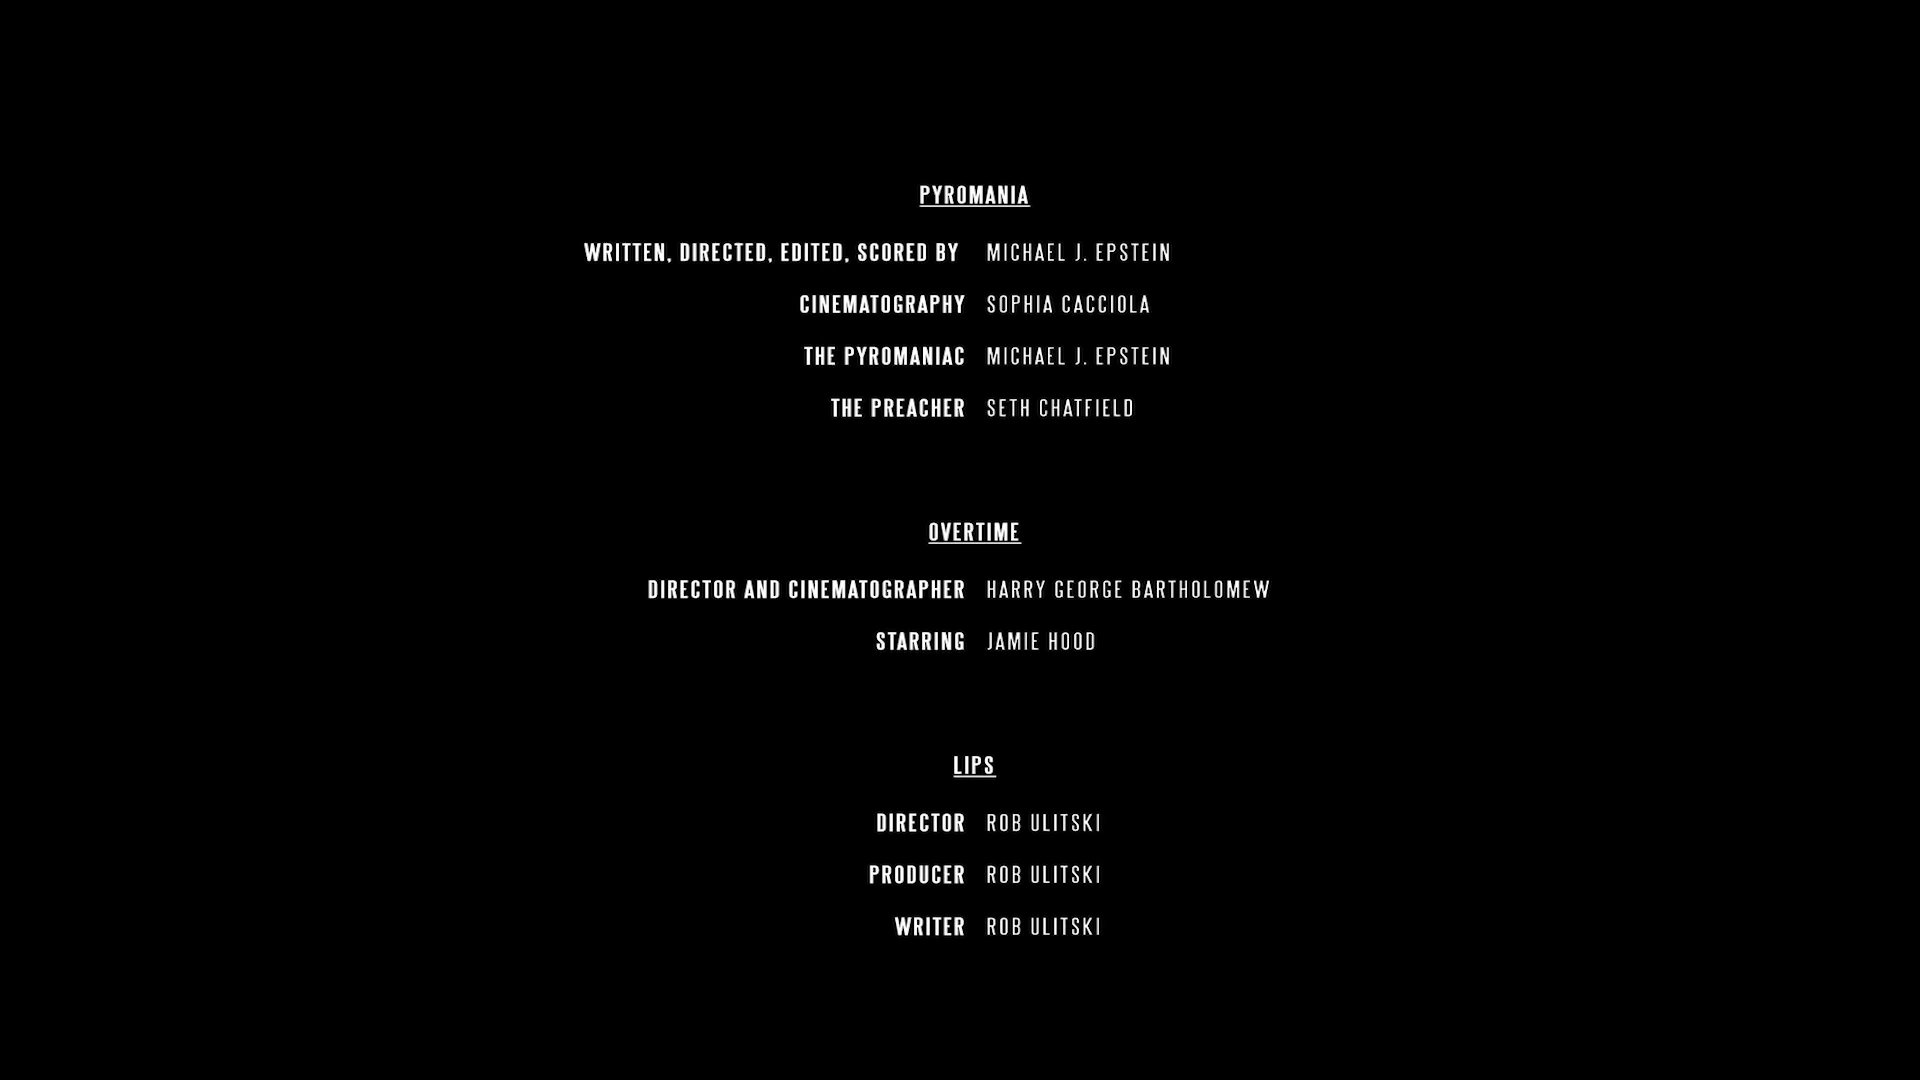 PYROMANIA
WRITTEN, DIRECTED, EDITED, SCORED BY MICHAEL J. EPSTEIN
CINEMATOGRAPHY SOPHIA CACCIOLA
THE PYROMANIAC MICHAEL J. EPSTEIN
THE PREACHER SETH CHATFIELD
OVERTIME
DIRECTOR AND CINEMATOGRAPHER HARRY GEORGE BARTHOLOMEW
STARRING JAMIE HOOD
LIPS
DIRECTOR ROB ULITSKI
PRODUCER ROB ULITSKI
WRITER ROB ULITSKI